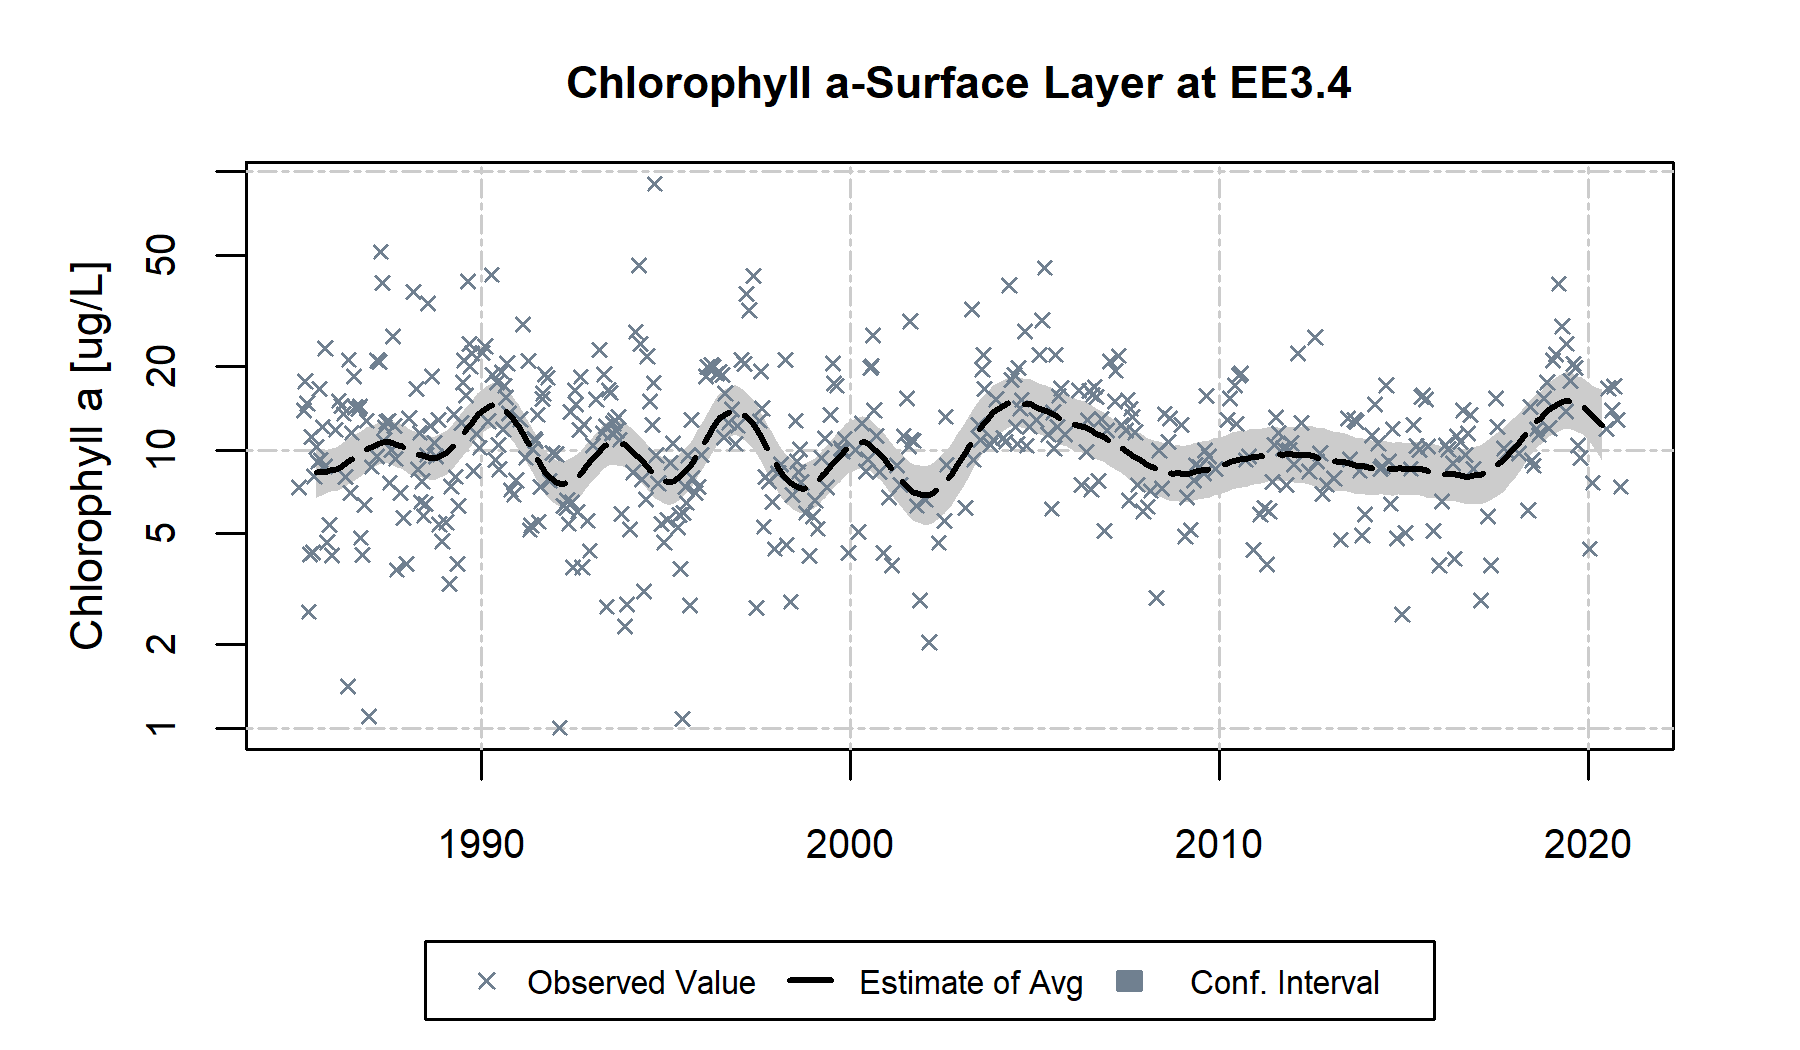 Chlorophyll a-Surface Layer at EE3.4
Chlorophyll a [ug/L]
50
20
10
5
2
1
1990 2000 2010 2020
Observed Value Estimate of Avg Conf. Interval